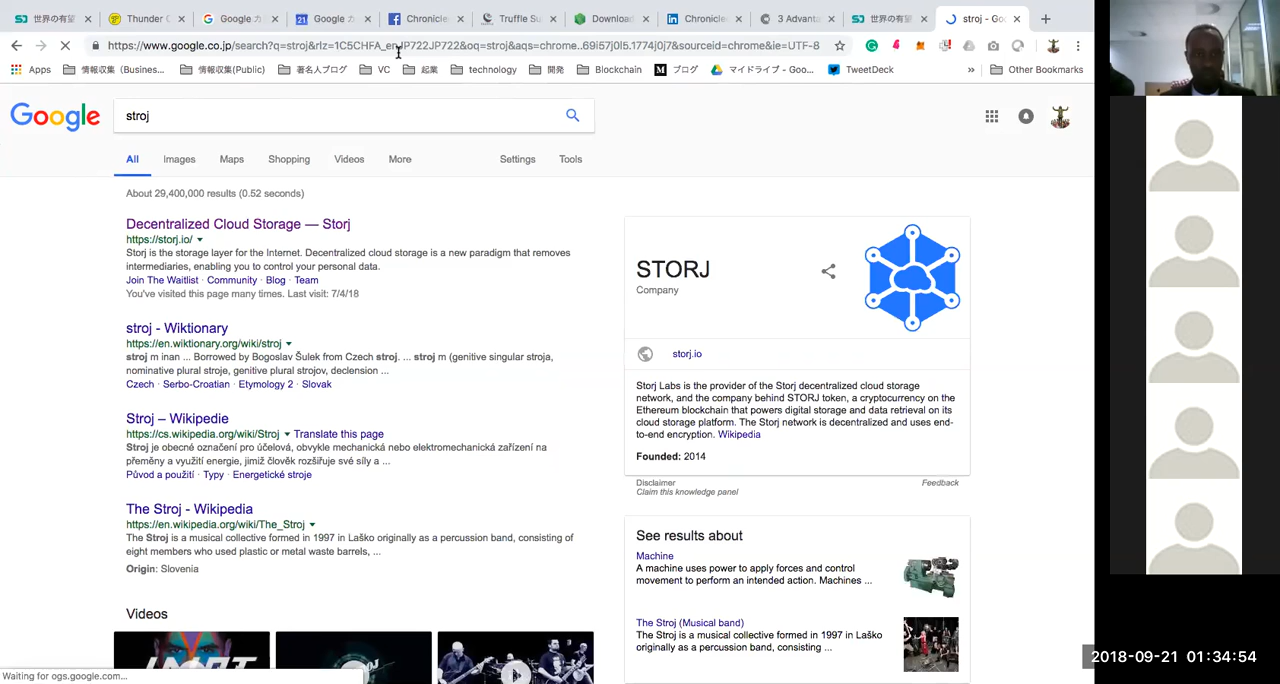 世界の有望
Thunder C
Google カ
Google カ
Chronicle
Truffle Su
Download
Chronicle
3 Advanta
世界の有望
stroj - Goo
https://www.google.co.jp/search?q=stroj&rlz=1C5CHFA_enJP722JP722&oq=stroj&aqs=chrome..69i57j0l5.1774j0j7&sourceid=chrome&ie=UTF-8
Apps
情報収集 (Busines...
情報収集(Public)
著名人ブログ
VC
起業
technology
開発
Blockchain
ブログ
マイドライブ - Goo...
TweetDeck
»
Other Bookmarks
Google
stroj
All
Images
Maps
Shopping
Videos
More
Settings
Tools
About 29,400,000 results (0.52 seconds)
Decentralized Cloud Storage — Storj
https://storj.io/
Storj is the storage layer for the Internet. Decentralized cloud storage is a new paradigm that removes
intermediaries, enabling you to control your personal data.
Join The Waitlist · Community · Blog · Team
You've visited this page many times. Last visit: 7/4/18
stroj - Wiktionary
https://en.wiktionary.org/wiki/stroj
stroj m inan ... Borrowed by Bogoslav Šulek from Czech stroj. ... stroj m (genitive singular stroja,
nominative plural stroje, genitive plural strojev, declension ...
Czech · Serbo-Croatian · Etymology 2 · Slovak
Stroj – Wikipedie
https://cs.wikipedia.org/wiki/Stroj
Translate this page
Stroj je obecné označení pro účelová, obvykle mechanická nebo elektromechanická zařízení na
přeměny a využití energie, jimiž člověk rozšiřuje své síly a ...
Původ a použití · Typy · Energetické stroje
The Stroj - Wikipedia
https://en.wikipedia.org/wiki/The_Stroj
The Stroj is a musical collective formed in 1997 in Laško originally as a percussion band, consisting of
eight members who used plastic or metal waste barrels, ...
Origin: Slovenia
Videos
STORJ
Company
storj.io
Storj Labs is the provider of the Storj decentralized cloud storage
network, and the company behind STORJ token, a cryptocurrency on the
Ethereum blockchain that powers digital storage and data retrieval on its
cloud storage platform. The Storj network is decentralized and uses end-
to-end encryption. Wikipedia
Founded: 2014
Disclaimer
Feedback
Claim this knowledge panel
See results about
Machine
A machine uses power to apply forces and control
movement to perform an intended action. Machines ...
The Stroj (Musical band)
The Stroj is a musical collective formed in 1997 in Laško
originally as a percussion band, consisting ...
Waiting for ogs.google.com...
2018-09-21 01:34:54